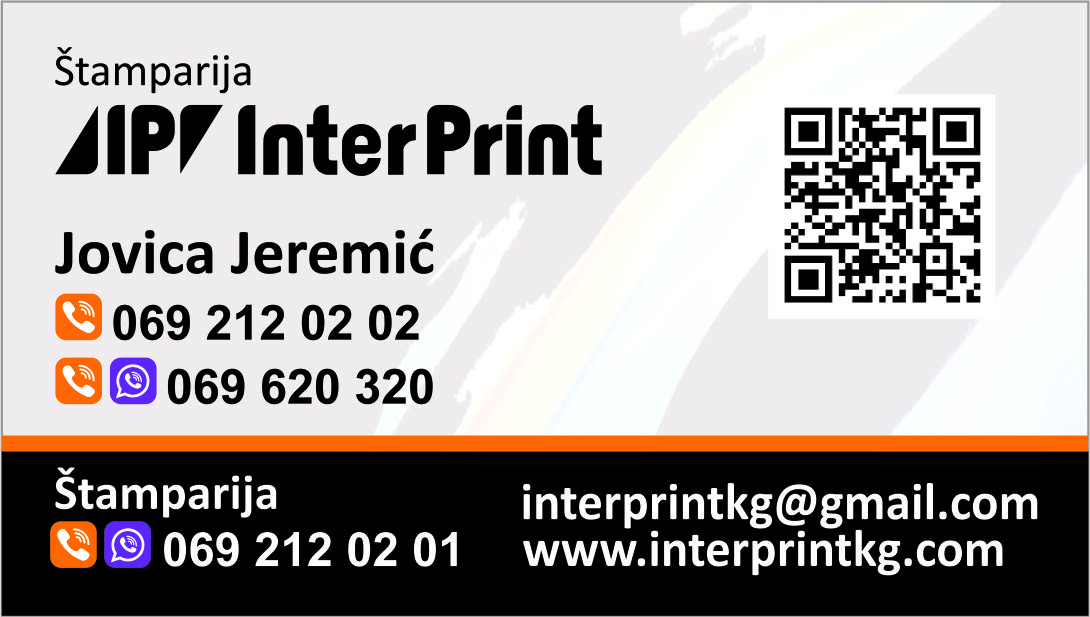 Štamparija
IP InterPrint
Jovica Jeremić
069 212 02 02
069 620 320
Štamparija
069 212 02 01
interprintkg@gmail.com
www.interprintkg.com